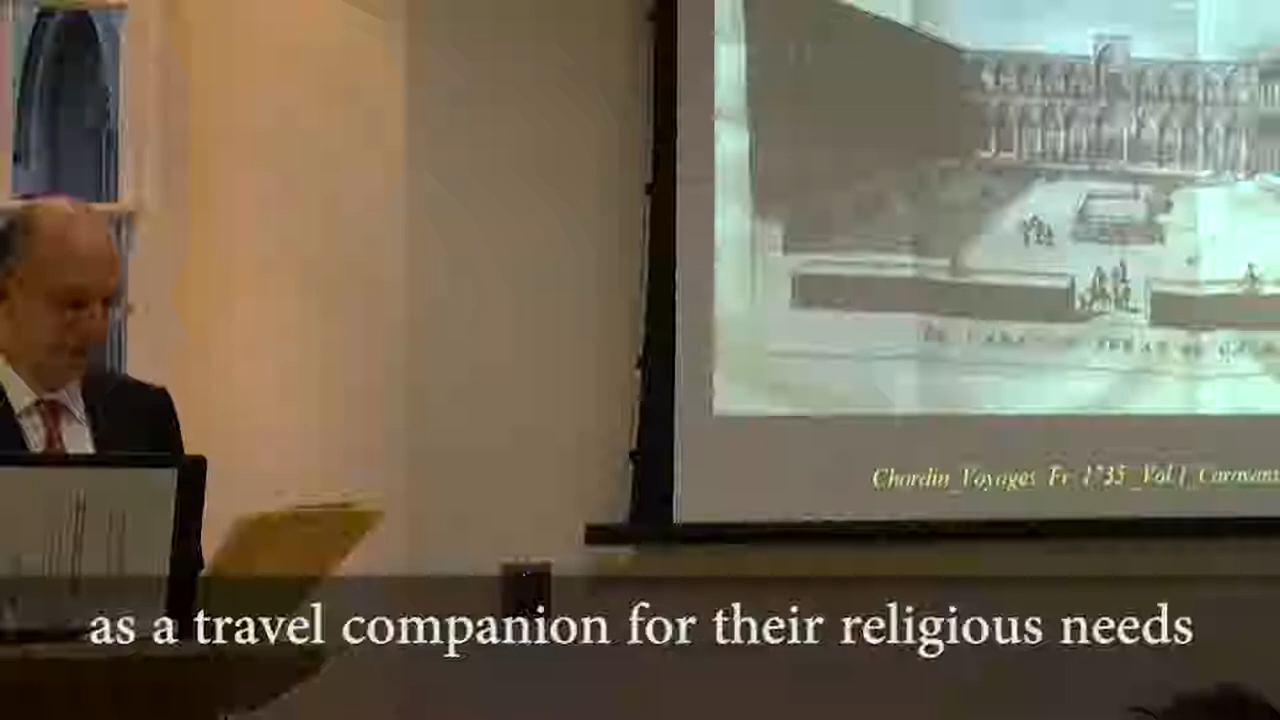 Chardin_Voyages_Fr_1735_Vol I_Caravans
as a travel companion for their religious needs